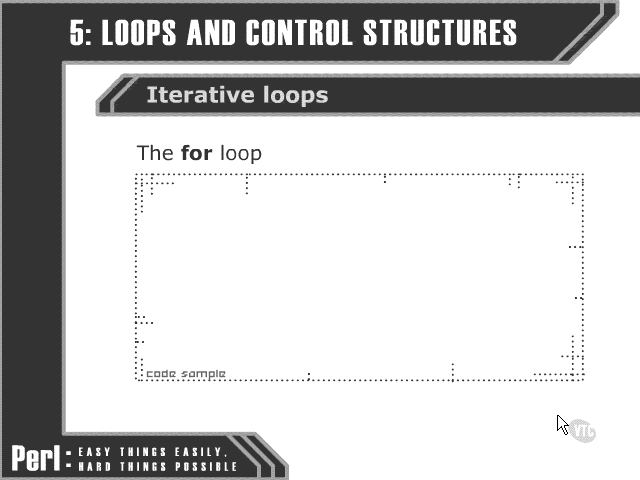 5: LOOPS AND CONTROL STRUCTURES
Iterative loops
The for loop
code sample
VTC
Perl: EASY THINGS EASILY,
HARD THINGS POSSIBLE